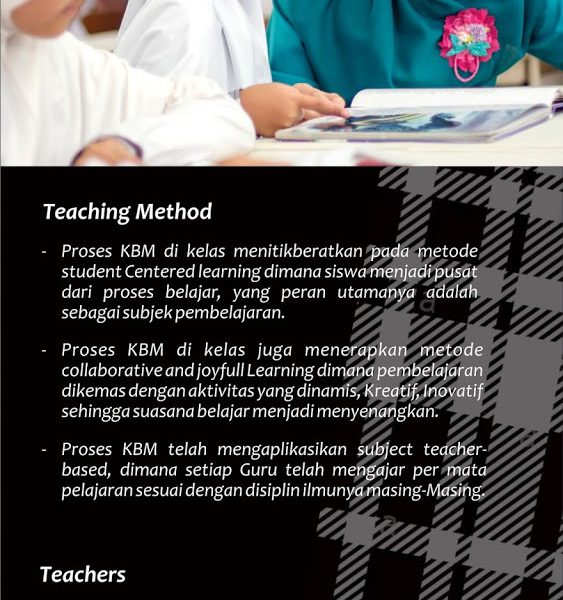 Teaching Method
- Proses KBM di kelas menitikberatkan pada metode
student Centered learning dimana siswa menjadi pusat
dari proses belajar, yang peran utamanya adalah
sebagai subjek pembelajaran.
- Proses KBM di kelas juga menerapkan metode
collaborative and joyfull Learning dimana pembelajaran
dikemas dengan aktivitas yang dinamis, Kreatif, Inovatif
sehingga suasana belajar menjadi menyenangkan.
- Proses KBM telah mengaplikasikan subject teacher-
based, dimana setiap Guru telah mengajar per mata
pelajaran sesuai dengan disiplin ilmunya masing-Masing.
Teachers